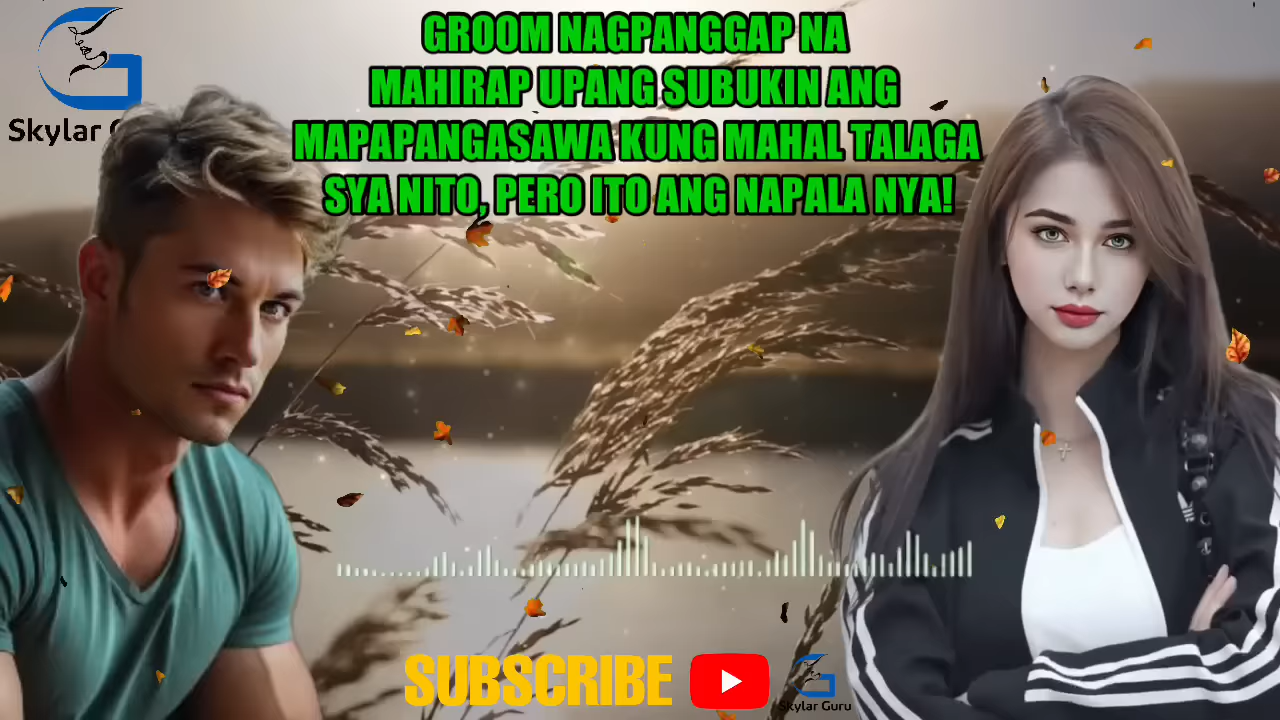 Skylar G
GROOM NAGPANGGAP NA
MAHIRAP UPANG SUBUKIN ANG
MAPAPANGASAWA KUNG MAHAL TALAGA
SYA NITO, PERO ITO ANG NAPALA NYA!
SUBSCRIBE
Skylar Guru